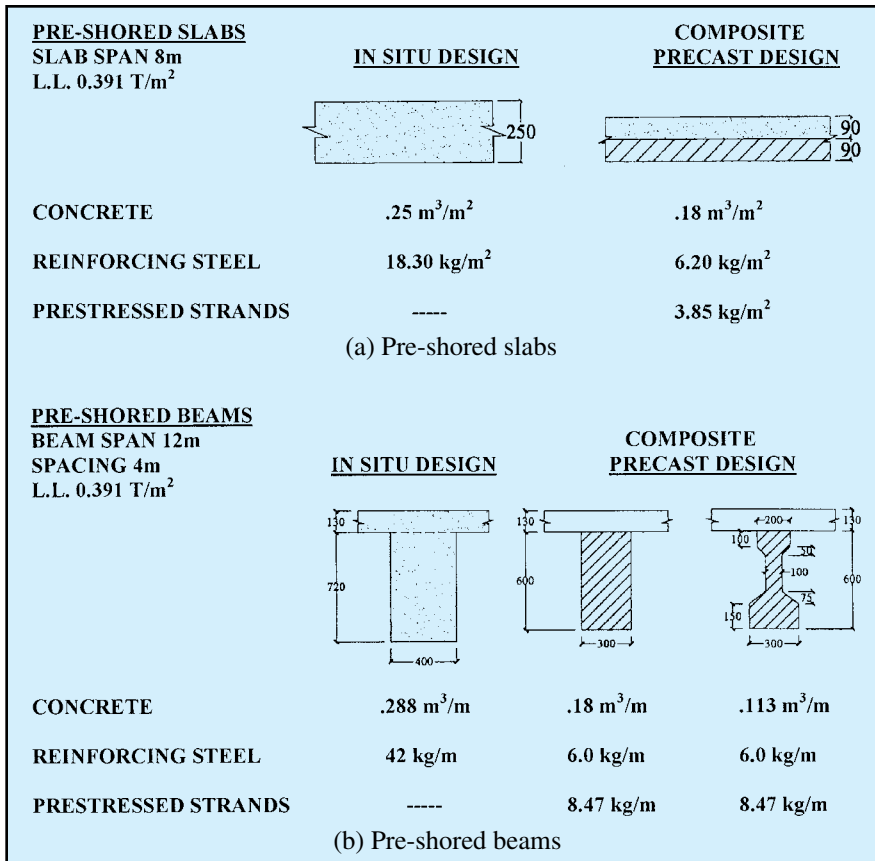 PRE-SHORED SLABS
SLAB SPAN 8m
L.L. 0.391 T/m²
IN SITU DESIGN
COMPOSITE
PRECAST DESIGN
250
90
90
CONCRETE .25 m³/m² .18 m³/m²
REINFORCING STEEL 18.30 kg/m² 6.20 kg/m²
PRESTRESSED STRANDS ----- 3.85 kg/m²
(a) Pre-shored slabs
PRE-SHORED BEAMS
BEAM SPAN 12m
SPACING 4m
L.L. 0.391 T/m²
IN SITU DESIGN
COMPOSITE
PRECAST DESIGN
130
720
400
130
600
300
200
130
100
50
100
600
75
150
300
CONCRETE .288 m³/m .18 m³/m .113 m³/m
REINFORCING STEEL 42 kg/m 6.0 kg/m 6.0 kg/m
PRESTRESSED STRANDS ----- 8.47 kg/m 8.47 kg/m
(b) Pre-shored beams